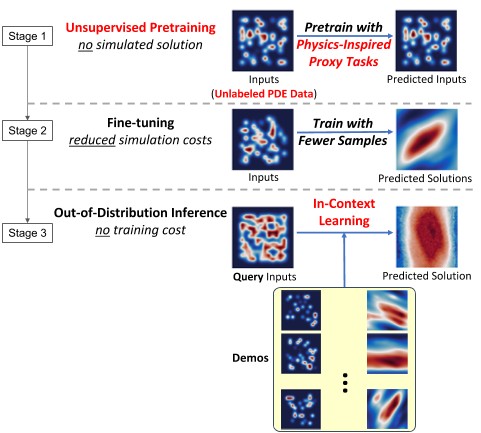 Stage 1
Unsupervised Pretraining
no simulated solution
Pretrain with
Physics-Inspired
Proxy Tasks
Inputs
(Unlabeled PDE Data)
Predicted Inputs
Stage 2
Fine-tuning
reduced simulation costs
Train with
Fewer Samples
Inputs
Predicted Solutions
Stage 3
Out-of-Distribution Inference
no training cost
In-Context
Learning
Query Inputs
Predicted Solution
Demos